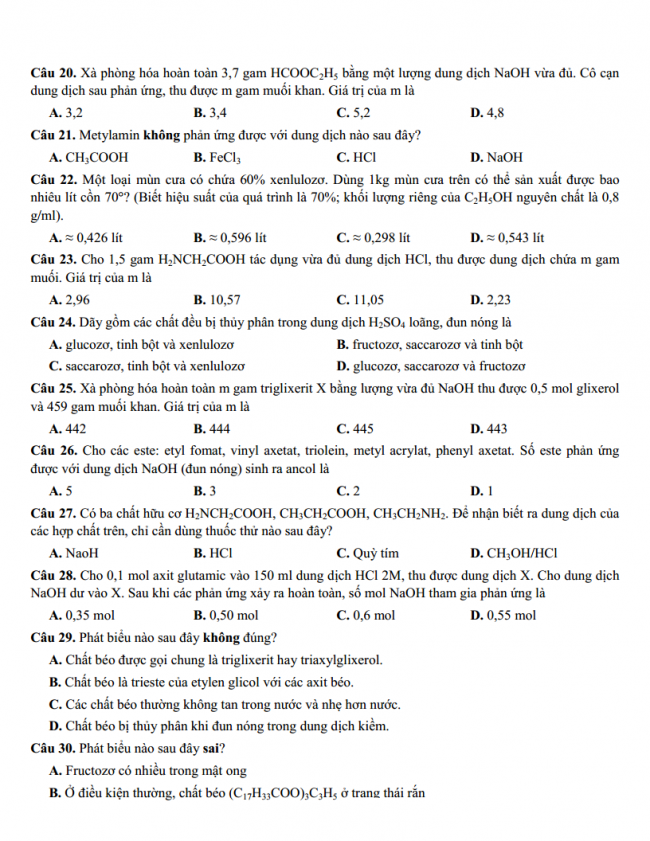 Câu 20. Xà phòng hóa hoàn toàn 3,7 gam HCOOC₂H₅ bằng một lượng dung dịch NaOH vừa đủ. Cô cạn
dung dịch sau phản ứng, thu được m gam muối khan. Giá trị của m là
A. 3,2 B. 3,4 C. 5,2 D. 4,8
Câu 21. Metylamin không phản ứng được với dung dịch nào sau đây?
A. CH₃COOH B. FeCl₃ C. HCl D. NaOH
Câu 22. Một loại mùn cưa có chứa 60% xenlulozơ. Dùng 1kg mùn cưa trên có thể sản xuất được bao
nhiêu lít cồn 70°? (Biết hiệu suất của quá trình là 70%; khối lượng riêng của C₂H₅OH nguyên chất là 0,8
g/ml).
A. ≈ 0,426 lít B. ≈ 0,596 lít C. ≈ 0,298 lít D. ≈ 0,543 lít
Câu 23. Cho 1,5 gam H₂NCH₂COOH tác dụng vừa đủ dung dịch HCl, thu được dung dịch chứa m gam
muối. Giá trị của m là
A. 2,96 B. 10,57 C. 11,05 D. 2,23
Câu 24. Dãy gồm các chất đều bị thủy phân trong dung dịch H₂SO₄ loãng, đun nóng là
A. glucozơ, tinh bột và xenlulozơ B. fructozơ, saccarozơ và tinh bột
C. saccarozơ, tinh bột và xenlulozơ D. glucozo, saccarozơ và fructozơ
Câu 25. Xà phòng hóa hoàn toàn m gam triglixerit X bằng lượng vừa đủ NaOH thu được 0,5 mol glixerol
và 459 gam muối khan. Giá trị của m là
A. 442 B. 444 C. 445 D. 443
Câu 26. Cho các este: etyl fomat, vinyl axetat, triolein, metyl acrylat, phenyl axetat. Số este phản ứng
được với dung dịch NaOH (đun nóng) sinh ra ancol là
A. 5 B. 3 C. 2 D. 1
Câu 27. Có ba chất hữu cơ H₂NCH₂COOH, CH₃CH₂COOH, CH₃CH₂NH₂. Để nhận biết ra dung dịch của
các hợp chất trên, chỉ cần dùng thuốc thử nào sau đây?
A. NaoH B. HCl C. Quỳ tím D. CH₃OH/HCl
Câu 28. Cho 0,1 mol axit glutamic vào 150 ml dung dịch HCl 2M, thu được dung dịch X. Cho dung dịch
NaOH dư vào X. Sau khi các phản ứng xảy ra hoàn toàn, số mol NaOH tham gia phản ứng là
A. 0,35 mol B. 0,50 mol C. 0,6 mol D. 0,55 mol
Câu 29. Phát biểu nào sau đây không đúng?
A. Chất béo được gọi chung là triglixerit hay triaxylglixerol.
B. Chất béo là trieste của etylen glicol với các axit béo.
C. Các chất béo thường không tan trong nước và nhẹ hơn nước.
D. Chất béo bị thủy phân khi đun nóng trong dung dịch kiềm.
Câu 30. Phát biểu nào sau đây sai?
A. Fructozơ có nhiều trong mật ong
B. Ở điều kiện thường, chất béo (C₁₇H₃₃COO)₃C₃H₅ ở trạng thái rắn